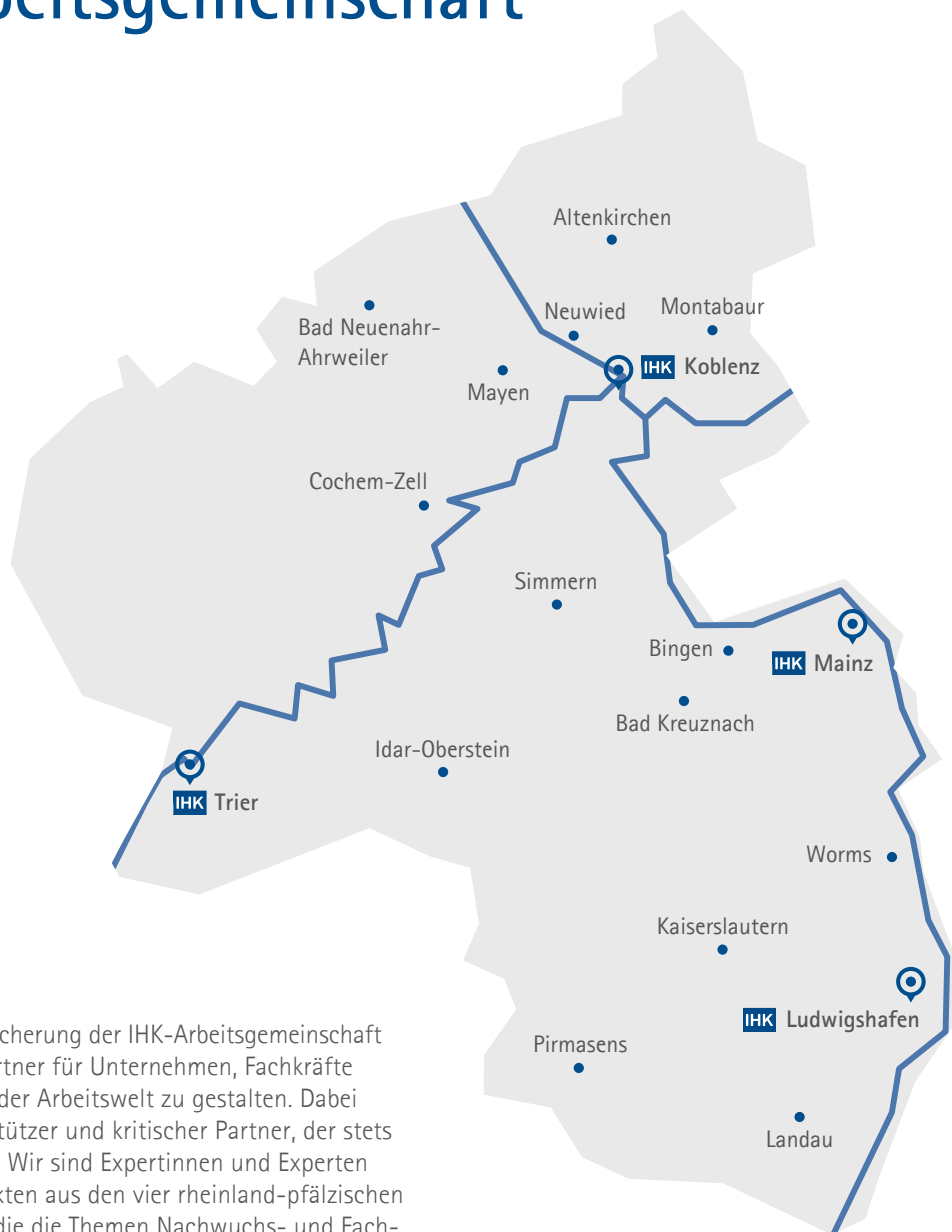 beitsgemeinschaft
Altenkirchen
Neuwied
Montabaur
Bad Neuenahr-
Ahrweiler
IHK Koblenz
Mayen
Cochem-Zell
Simmern
Bingen
IHK Mainz
Bad Kreuznach
Idar-Oberstein
IHK Trier
Worms
Kaiserslautern
IHK Ludwigshafen
Pirmasens
Landau
cherung der IHK-Arbeitsgemeinschaft
rtner für Unternehmen, Fachkräfte
der Arbeitswelt zu gestalten. Dabei
tützer und kritischer Partner, der stets
Wir sind Expertinnen und Experten
kten aus den vier rheinland-pfälzischen
die die Themen Nachwuchs- und Fach-